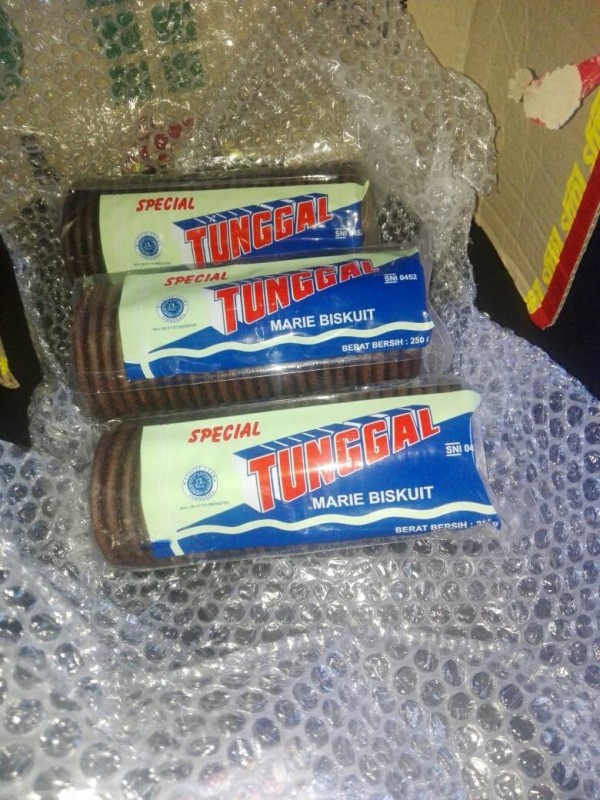 SPECIAL
TUNGGAL
SNI
SPECIAL
TUNGGAL
SNI 0452
MARIE BISKUIT
BERAT BERSIH : 250
SPECIAL
TUNGGAL
SNI 04
MARIE BISKUIT
BERAT BERSIH :